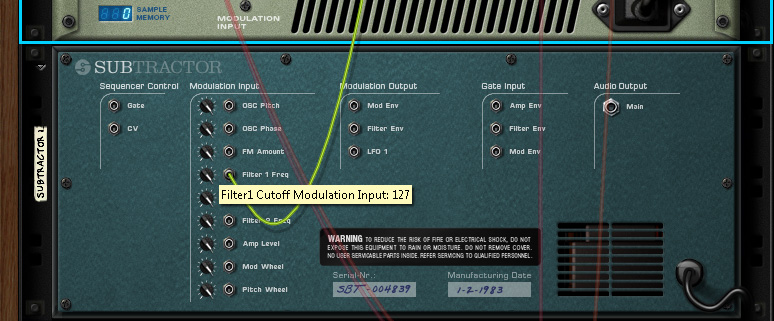 0
SAMPLE
MEMORY
MODULATION
INPUT
SUBTRACTOR
Sequencer Control
Modulation Input
Modulation Output
Gate Input
Audio Output
Gate
OSC Pitch
Mod Env
Amp Env
Main
CV
OSC Phase
Filter Env
Filter Env
FM Amount
LFO 1
Mod Env
Filter 1 Freq
Filter1 Cutoff Modulation Input: 127
Filter 2 Freq
Amp Level
Mod Wheel
Pitch Wheel
SUBTRACTOR
WARNING TO REDUCE THE RISK OF FIRE OR ELECTRICAL SHOCK, DO NOT
EXPOSE THIS EQUIPMENT TO RAIN OR MOISTURE. DO NOT REMOVE COVER.
NO USER SERVICABLE PARTS INSIDE. REFER SERVICING TO QUALIFIED PERSONNEL.
Serial-Nr.:
Manufacturing Date
SBT-004839
1-2-1983